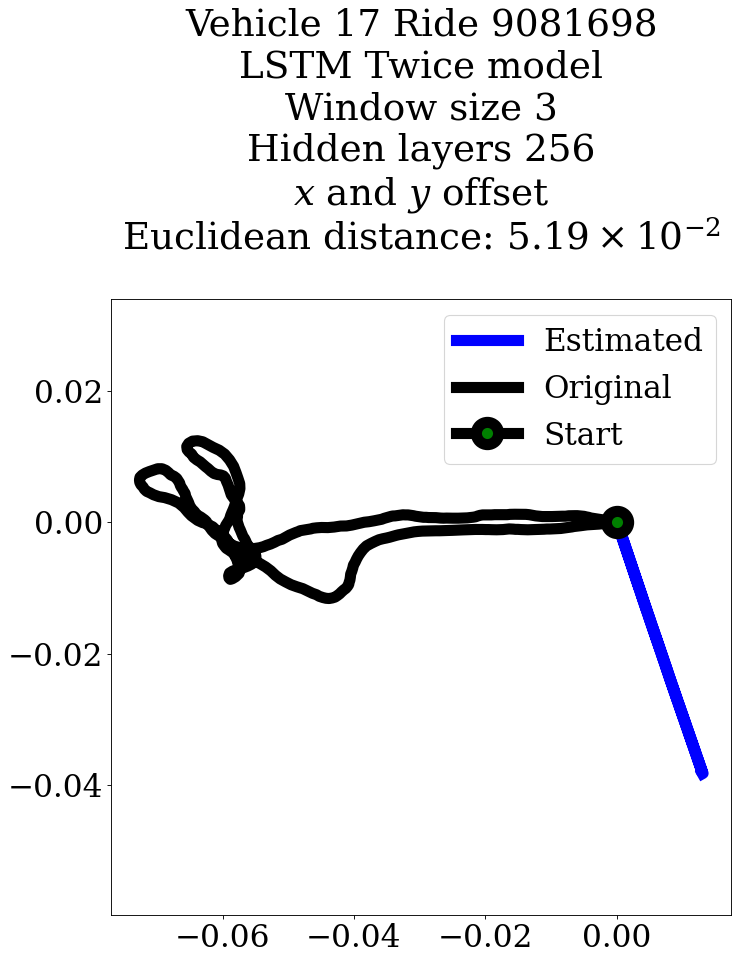 Vehicle 17 Ride 9081698
LSTM Twice model
Window size 3
Hidden layers 256
x and y offset
Euclidean distance: 5.19 × 10⁻²
Estimated
Original
Start
0.02
0.00
−0.02
−0.04
−0.06 −0.04 −0.02 0.00